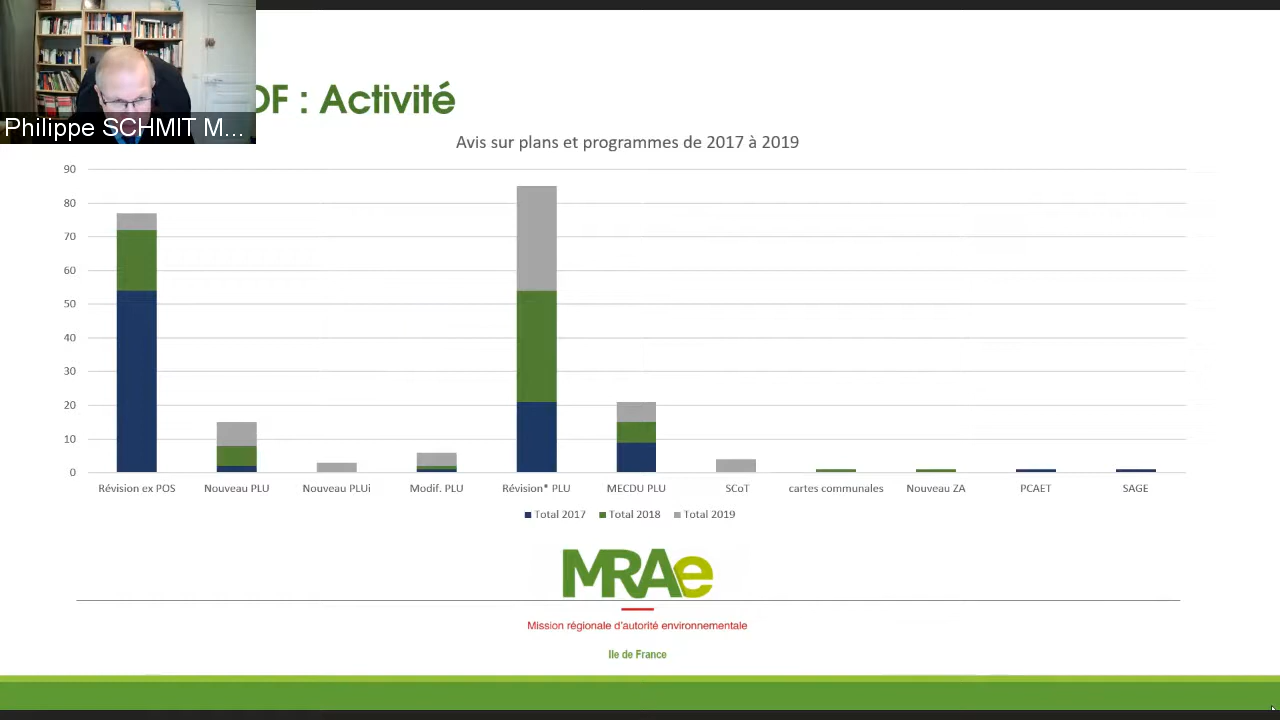 DF : Activité
Philippe SCHMIT M...
Avis sur plans et programmes de 2017 à 2019
90
80
70
60
50
40
30
20
10
0
Révision ex POS Nouveau PLU Nouveau PLUi Modif. PLU Révision* PLU MECDU PLU SCoT cartes communales Nouveau ZA PCAET SAGE
Total 2017 Total 2018 Total 2019
MRAe
Mission régionale d'autorité environnementale
Ile de France